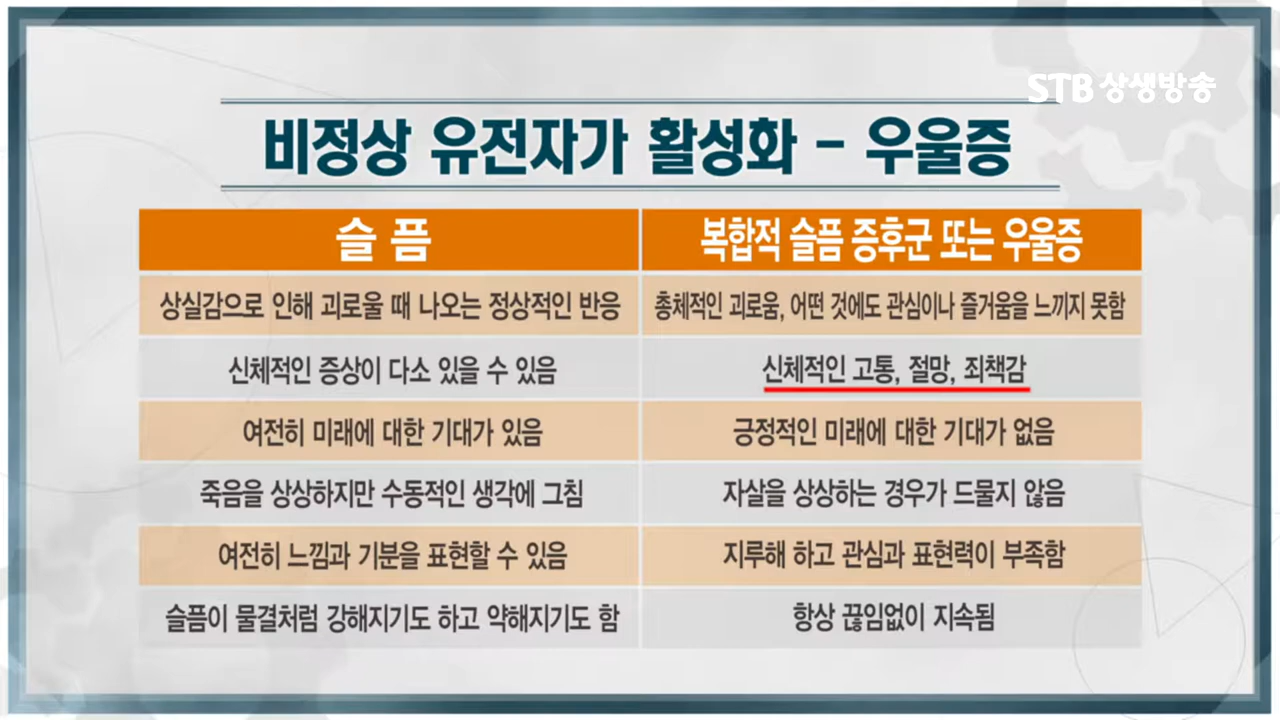 STB상생방송
비정상 유전자가 활성화 - 우울증
슬 픔
복합적 슬픔 증후군 또는 우울증
상실감으로 인해 괴로울 때 나오는 정상적인 반응
총체적인 괴로움, 어떤 것에도 관심이나 즐거움을 느끼지 못함
신체적인 증상이 다소 있을 수 있음
신체적인 고통, 절망, 죄책감
여전히 미래에 대한 기대가 있음
긍정적인 미래에 대한 기대가 없음
죽음을 상상하지만 수동적인 생각에 그침
자살을 상상하는 경우가 드물지 않음
여전히 느낌과 기분을 표현할 수 있음
지루해 하고 관심과 표현력이 부족함
슬픔이 물결처럼 강해지기도 하고 약해지기도 함
항상 끊임없이 지속됨